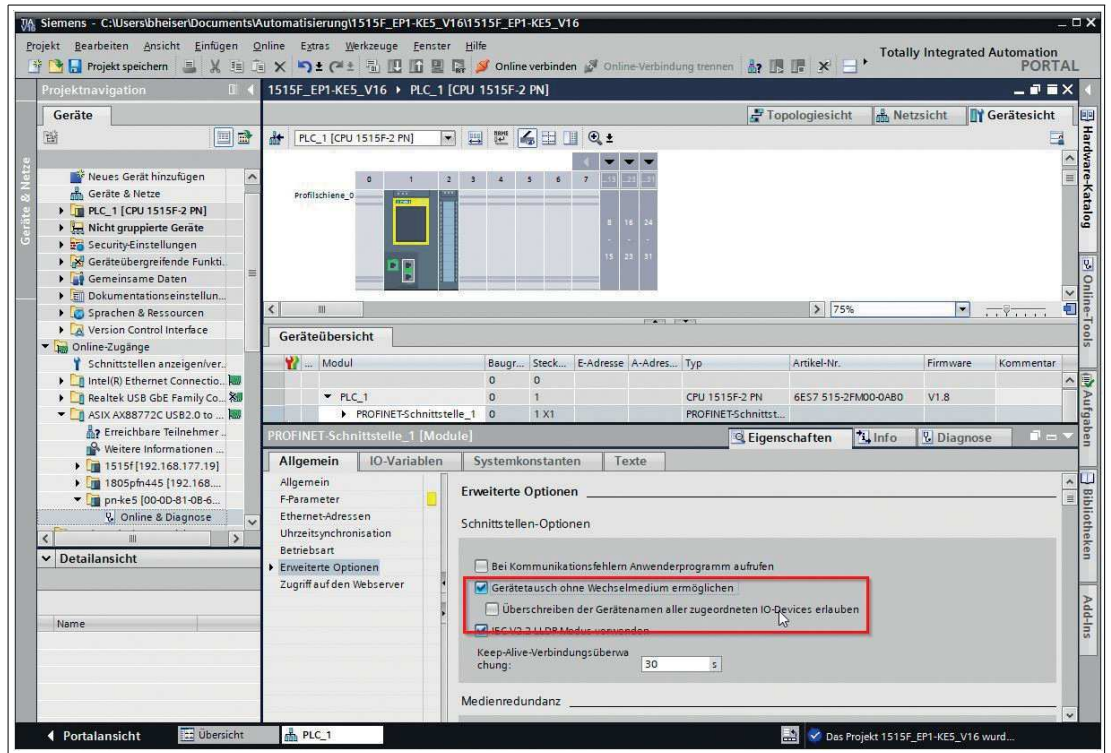 Siemens - C:\Users\bheiser\Documents\Automatisierung\1515F_EP1-KE5_V16\1515F_EP1-KE5_V16
Projekt Bearbeiten Ansicht Einfügen Online Extras Werkzeuge Fenster Hilfe
Totally Integrated Automation
PORTAL
Projekt speichern
Online verbinden
Online-Verbindung trennen
Projektnavigation
1515F_EP1-KE5_V16 PLC_1 [CPU 1515F-2 PN]
Geräte
Topologiesicht
Netzsicht
Gerätesicht
PLC_1 [CPU 1515F-2 PN]
Geräte & Netze
Neues Gerät hinzufügen
Geräte & Netze
PLC_1 [CPU 1515F-2 PN]
Nicht gruppierte Geräte
Security-Einstellungen
Geräteübergreifende Funkti...
Gemeinsame Daten
Dokumentationseinstellun...
Sprachen & Ressourcen
Version Control Interface
Online-Zugänge
Schnittstellen anzeigen/ver...
Intel(R) Ethernet Connectio...
Realtek USB GbE Family Co...
ASIX AX88772C USB2.0 to ...
Erreichbare Teilnehmer ...
Weitere Informationen ...
1515f [192.168.177.19]
1805pfn445 [192.168....
pn-ke5 [00-0D-81-0B-6...
Online & Diagnose
Detailansicht
Name
0 1 2 3 4 5 6 7
Profilschiene_0
8 16 24
15 23 31
75%
Geräteübersicht
... Modul Baugr... Steck... E-Adresse A-Adres... Typ Artikel-Nr. Firmware Kommentar
0 0
PLC_1 0 1 CPU 1515F-2 PN 6ES7 515-2FM00-0AB0 V1.8
PROFINET-Schnittstelle_1 0 1 X1 PROFINET-Schnittst...
PROFINET-Schnittstelle_1 [Module]
Eigenschaften
Info
Diagnose
Allgemein
IO-Variablen
Systemkonstanten
Texte
Allgemein
F-Parameter
Ethernet-Adressen
Uhrzeitsynchronisation
Betriebsart
Erweiterte Optionen
Zugriff auf den Webserver
Erweiterte Optionen
Schnittstellen-Optionen
Bei Kommunikationsfehlern Anwenderprogramm aufrufen
Gerätetausch ohne Wechselmedium ermöglichen
Überschreiben der Gerätenamen aller zugeordneten IO-Devices erlauben
IEC V2.2 LLDP Modus verwenden
Keep-Alive-Verbindungsüberwa
chung:
30 s
Medienredundanz
Hardware-Katalog
Online-Tools
Aufgaben
Bibliotheken
Add-Ins
Portalansicht
Übersicht
PLC_1
Das Projekt 1515F_EP1-KE5_V16 wurd...